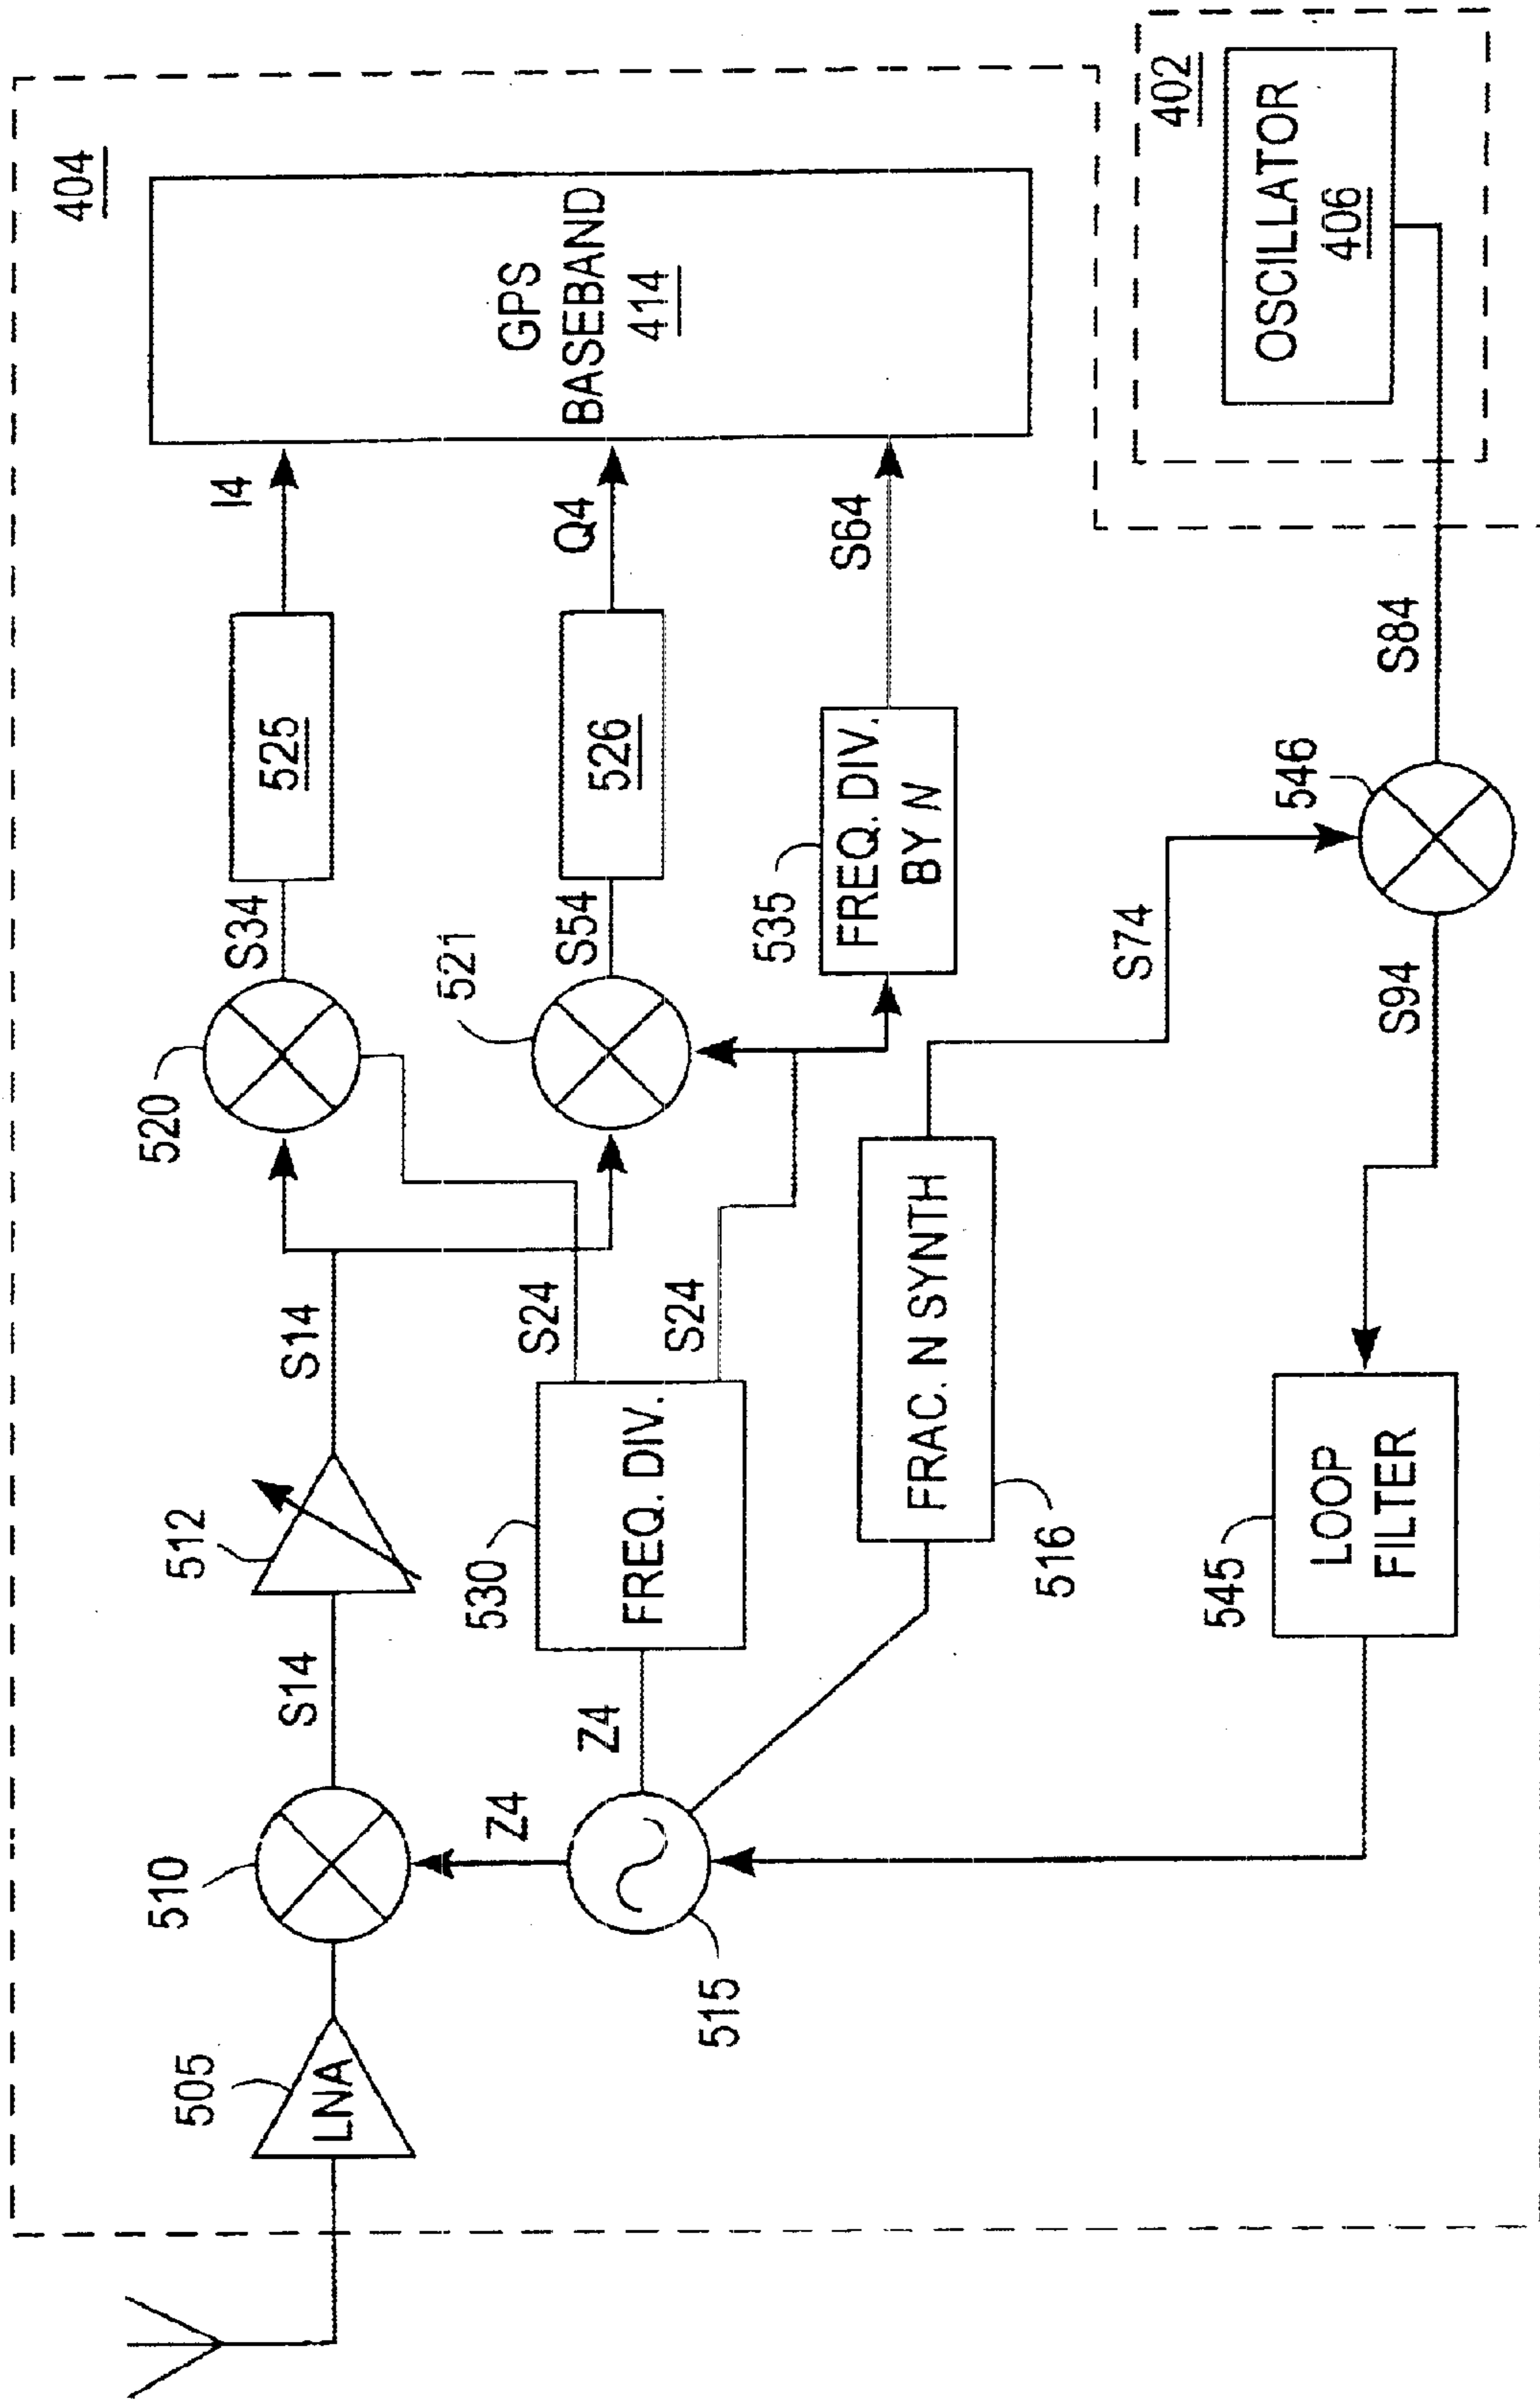 404
505
LNA
510
S14
512
S14
520
S34
525
I4
GPS
BASEBAND
414
Z4
Z4
515
530
FREQ. DIV.
S24
S24
521
S54
526
Q4
535
FREQ. DIV.
BY N
S64
FRAC. N SYNTH
516
S74
545
LOOP
FILTER
S94
546
S84
402
OSCILLATOR
406